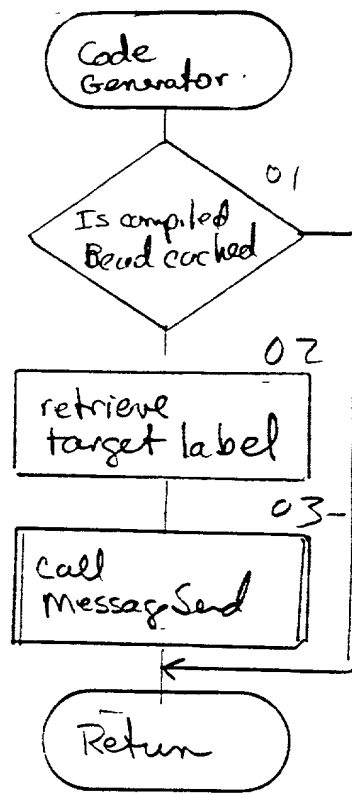 Code
Generator.
01
Is compiled
Bead cached
02
retrieve
target label
03
call
MessageSend
Return